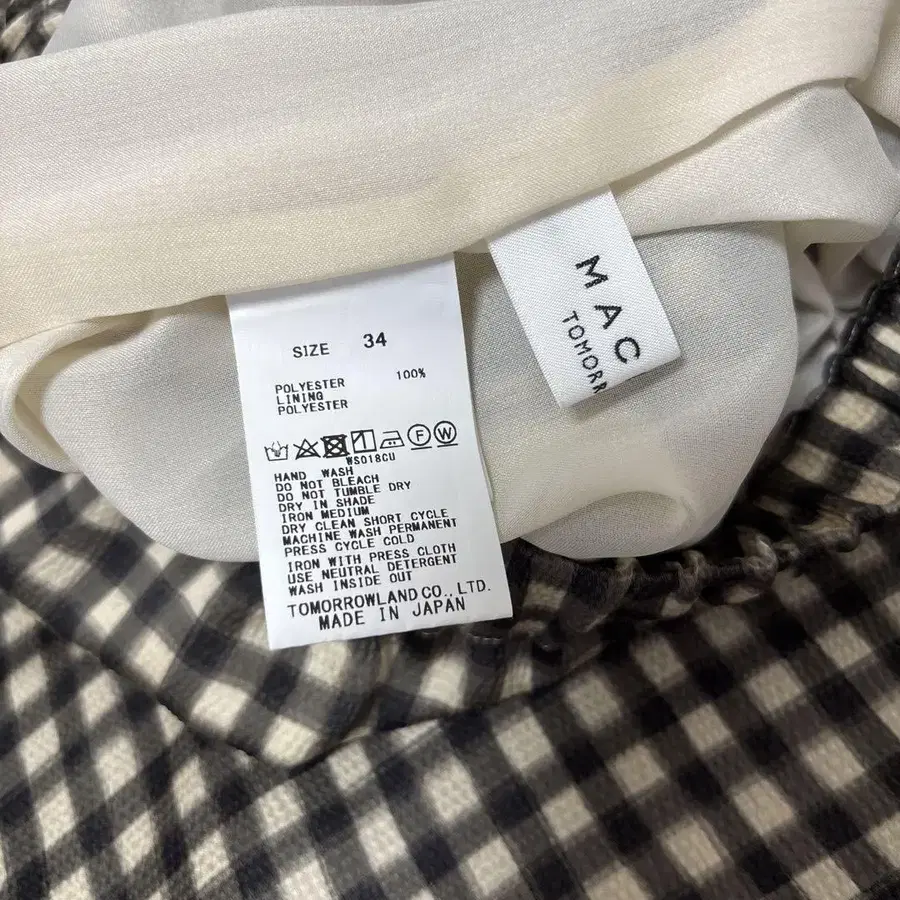 SIZE 34
POLYESTER 100%
LINING
POLYESTER
F W
WS018CU
HAND WASH
DO NOT BLEACH
DO NOT TUMBLE DRY
DRY IN SHADE
IRON MEDIUM
DRY CLEAN SHORT CYCLE
MACHINE WASH PERMANENT
PRESS CYCLE COLD
IRON WITH PRESS CLOTH
USE NEUTRAL DETERGENT
WASH INSIDE OUT
TOMORROWLAND CO., LTD.
MADE IN JAPAN
MAC
TOMORR